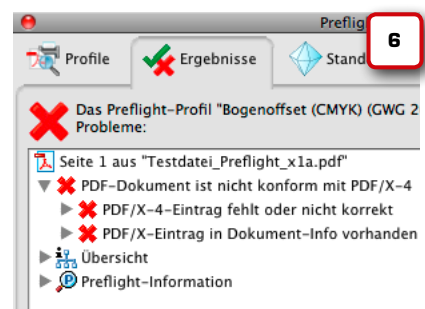 Preflig
6
Profile Ergebnisse Stand
Das Preflight-Profil "Bogenoffset (CMYK) (GWG 2
Probleme:
Seite 1 aus "Testdatei_Preflight_x1a.pdf"
PDF-Dokument ist nicht konform mit PDF/X-4
PDF/X-4-Eintrag fehlt oder nicht korrekt
PDF/X-Eintrag in Dokument-Info vorhanden
Übersicht
Preflight-Information